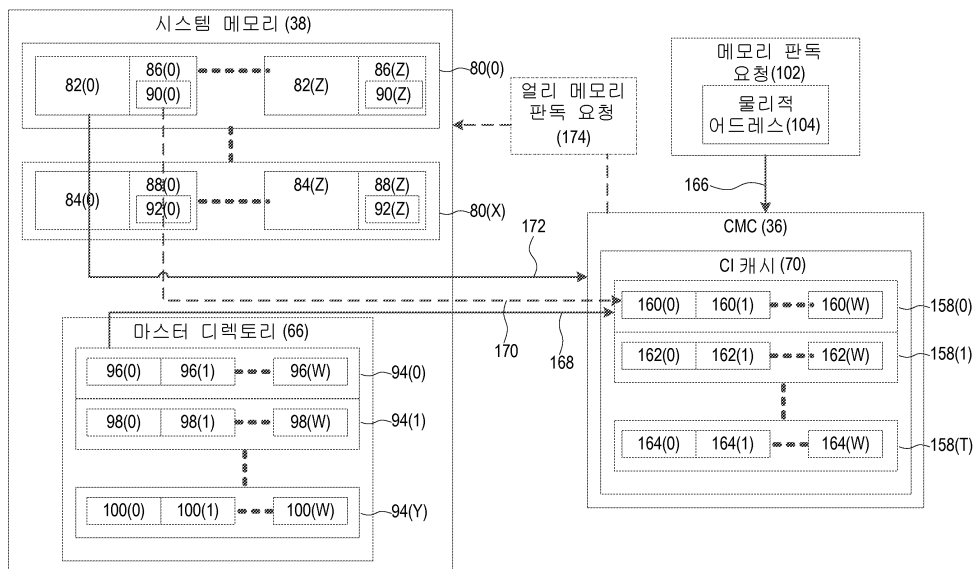 시스템 메모리 (38)
82(0)
86(0)
90(0)
82(Z)
86(Z)
90(Z)
80(0)
84(0)
88(0)
92(0)
84(Z)
88(Z)
92(Z)
80(X)
얼리 메모리
판독 요청
(174)
메모리 판독
요청(102)
물리적
어드레스(104)
166
172
CMC (36)
CI 캐시 (70)
160(0) 160(1) 160(W)
158(0)
162(0) 162(1) 162(W)
158(1)
164(0) 164(1) 164(W)
158(T)
170
168
마스터 디렉토리 (66)
96(0) 96(1) 96(W)
94(0)
98(0) 98(1) 98(W)
94(1)
100(0) 100(1) 100(W)
94(Y)